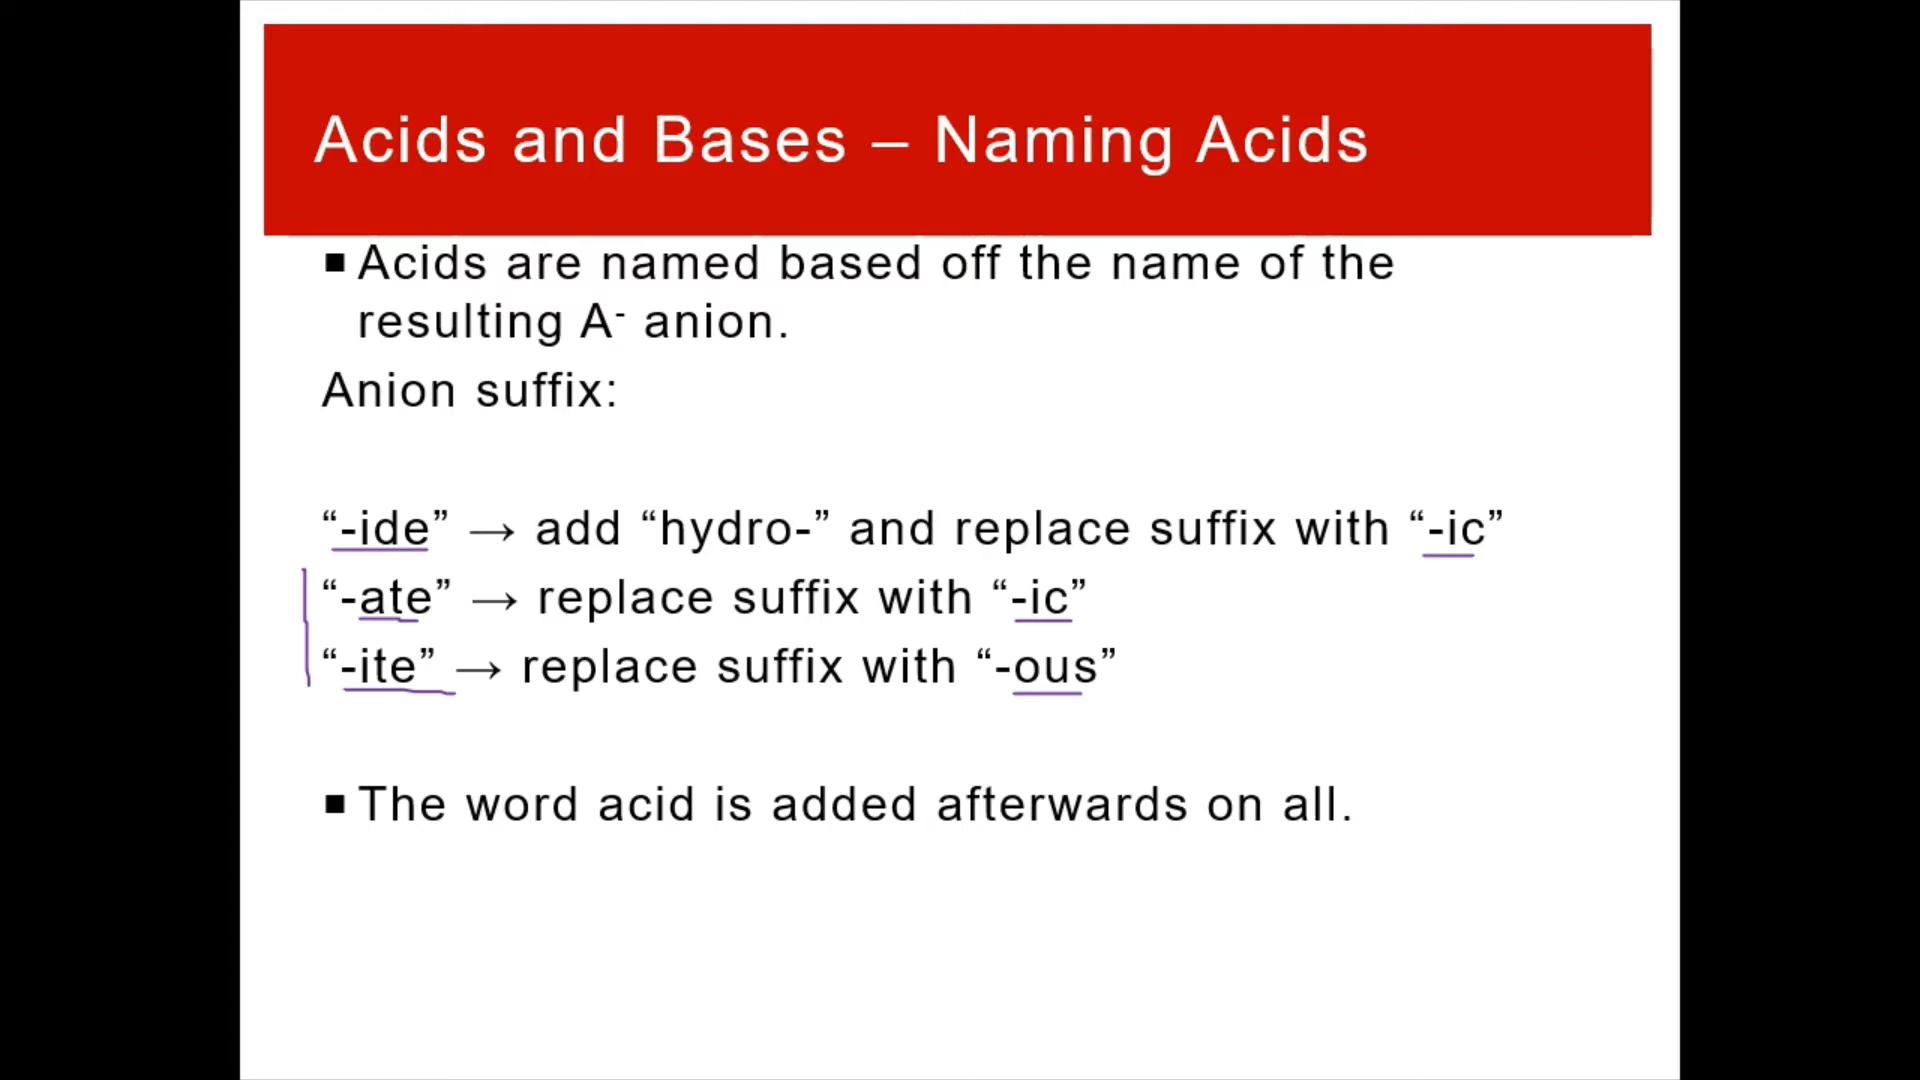 Acids and Bases – Naming Acids
▪ Acids are named based off the name of the
resulting A⁻ anion.
Anion suffix:
“-ide” → add “hydro-” and replace suffix with “-ic”
“-ate” → replace suffix with “-ic”
“-ite” → replace suffix with “-ous”
▪ The word acid is added afterwards on all.